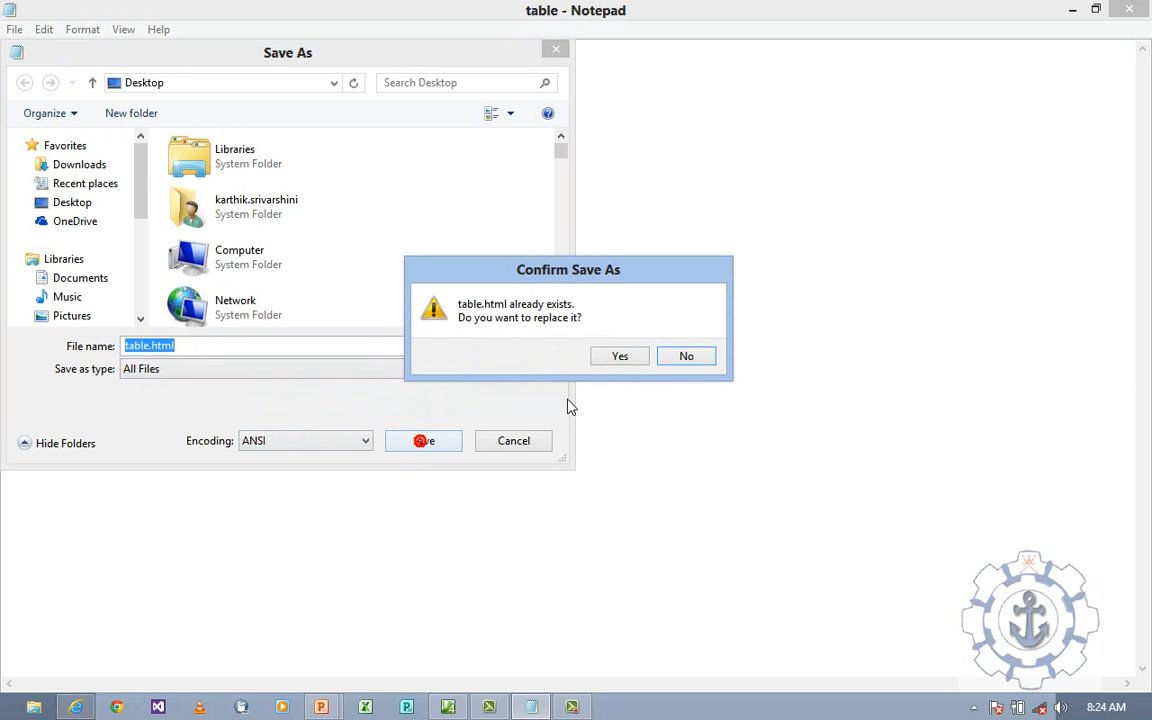 table - Notepad
File Edit Format View Help
Save As
Desktop
Search Desktop
Organize
New folder
Favorites
Downloads
Recent places
Desktop
OneDrive
Libraries
Documents
Music
Pictures
Libraries
System Folder
karthik.srivarshini
System Folder
Computer
System Folder
Network
System Folder
Confirm Save As
table.html already exists.
Do you want to replace it?
Yes
No
File name: table.html
Save as type: All Files
Hide Folders
Encoding: ANSI
Cancel
8:24 AM